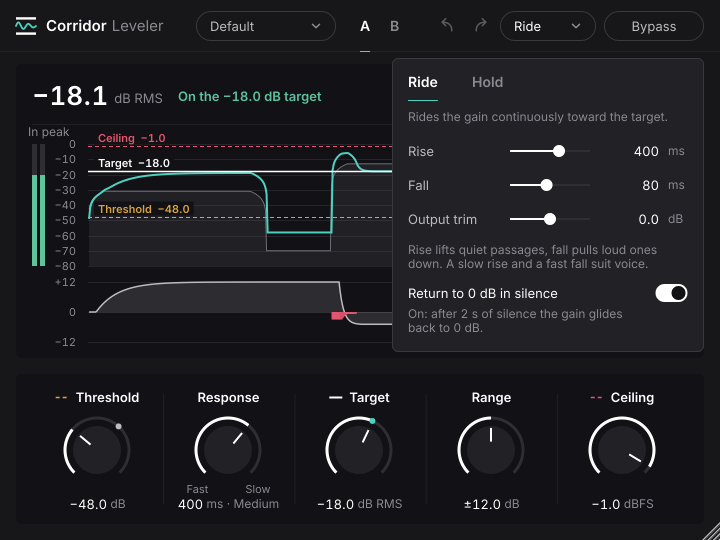 Corridor Leveler
Default
A
B
Ride
Bypass
−18.1 dB RMS
On the −18.0 dB target
In peak
0
−10
−20
−30
−40
−50
−60
−70
−80
+12
0
−12
Ceiling −1.0
Target −18.0
Threshold −48.0
Ride
Hold
Rides the gain continuously toward the target.
Rise 400 ms
Fall 80 ms
Output trim 0.0 dB
Rise lifts quiet passages, fall pulls loud ones
down. A slow rise and a fast fall suit voice.
Return to 0 dB in silence
On: after 2 s of silence the gain glides
back to 0 dB.
Threshold
−48.0 dB
Response
Fast Slow
400 ms · Medium
Target
−18.0 dB RMS
Range
±12.0 dB
Ceiling
−1.0 dBFS